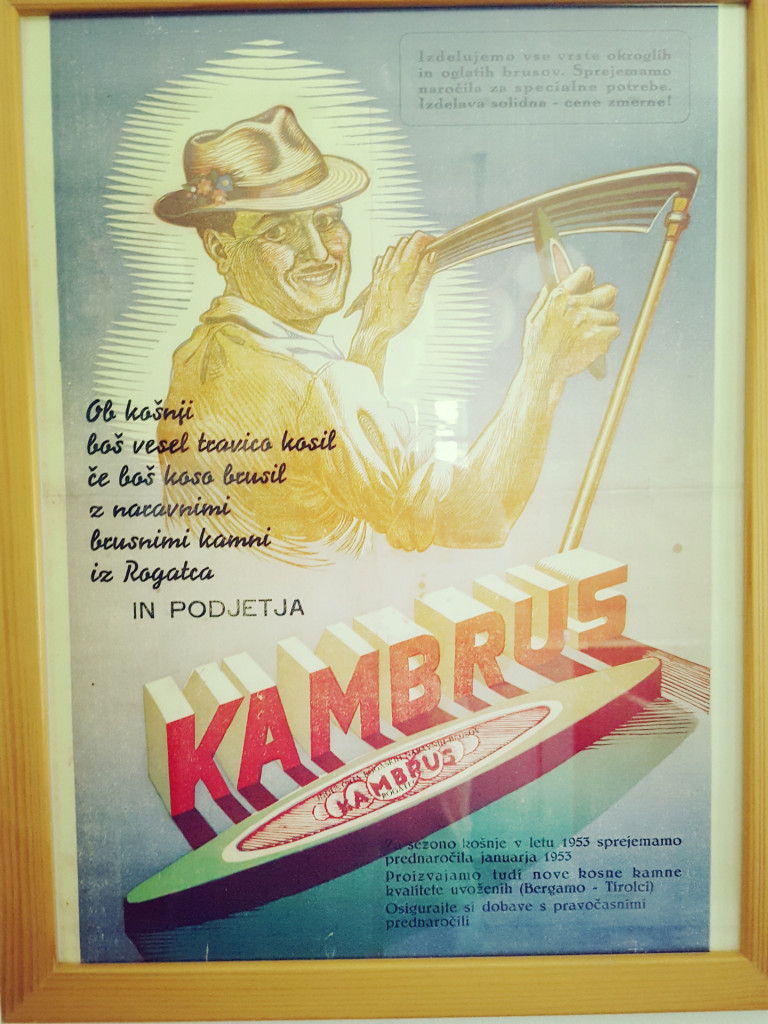 Izdelujemo vse vrste okroglih
in oglatih brusov. Sprejemamo
naročila za specialne potrebe.
Izdelava solidna - cene zmerne!
Ob košnji
boš vesel travico kosil
če boš koso brusil
z naravnimi
brusnimi kamni
iz Rogatca
IN PODJETJA
KAMBRUS
NARAVNIH BRUSOV
KAMBRUS
ROGATEC
Za sezono košnje v letu 1953 sprejemamo
prednaročila januarja 1953
Proizvajamo tudi nove kosne kamne
kvalitete uvoženih (Bergamo - Tirolci)
Osigurajte si dobave s pravočasnimi
prednaročili